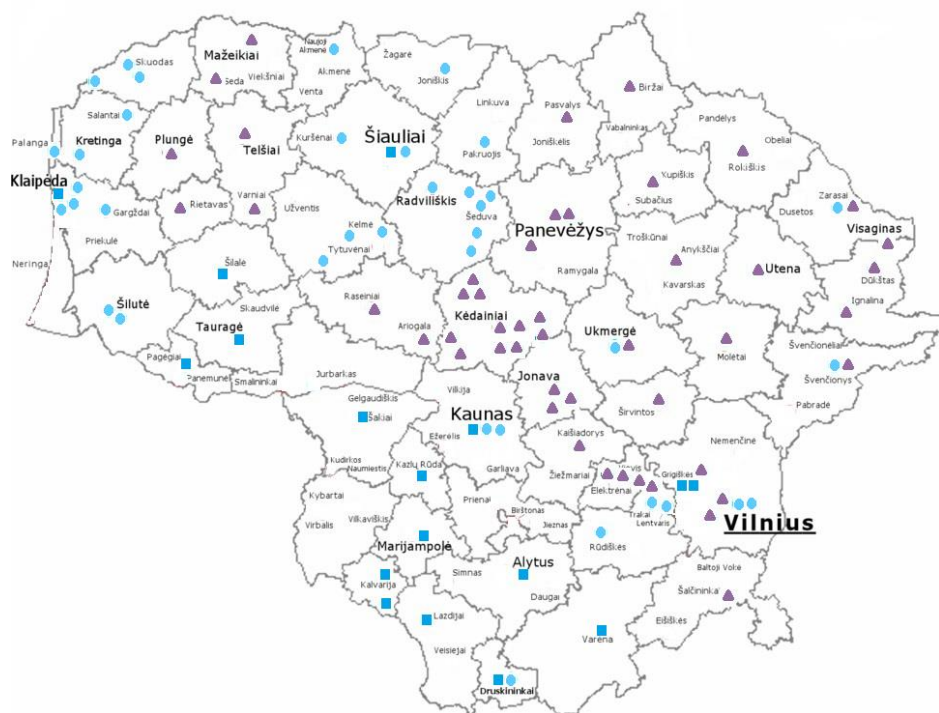 Skuodas
Mažeikiai
Seda
Viekšniai
Naujoji
Akmenė
Akmenė
Venta
Žagarė
Joniškis
Linkuva
Pakruojis
Pasvalys
Joniškėlis
Biržai
Vabalninkas
Pandėlys
Obeliai
Rokiškis
Palanga
Salantai
Kretinga
Plungė
Telšiai
Kuršėnai
Šiauliai
Klaipėda
Gargždai
Priekulė
Rietavas
Varniai
Užventis
Kelmė
Tytuvėnai
Radviliškis
Šeduva
Panevėžys
Ramygala
Kupiškis
Subačius
Troškūnai
Anykščiai
Kavarskas
Utena
Zarasai
Dusetos
Visaginas
Dūkštas
Ignalina
Neringa
Šilalė
Šilutė
Skaudvilė
Tauragė
Pagėgiai
Panemunė
Smalininkai
Raseiniai
Ariogala
Jurbarkas
Kėdainiai
Ukmergė
Molėtai
Švenčionėliai
Švenčionys
Pabradė
Jonava
Širvintos
Gelgaudiškis
Šakiai
Kudirkos
Naumiestis
Vilkija
Kaunas
Ežerėlis
Garliava
Kaišiadorys
Žiežmariai
Vievis
Elektrėnai
Grigiškės
Nemenčinė
Vilnius
Trakai
Lentvaris
Rūdiškės
Kybartai
Virbalis
Vilkaviškis
Kazlų Rūda
Prienai
Birštonas
Jieznas
Marijampolė
Kalvarija
Simnas
Alytus
Daugai
Lazdijai
Veisiejai
Varėna
Druskininkai
Baltoji Vokė
Šalčininka
Eišiškės